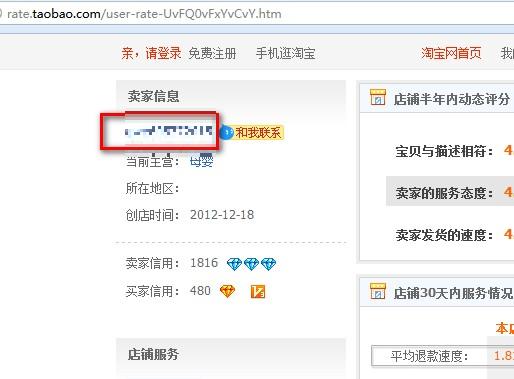 rate.taobao.com/user-rate-UvFQ0vFxYvCvY.htm
亲，请登录 免费注册 手机逛淘宝 淘宝网首页 我
卖家信息
和我联系
当前主营： 母婴
所在地区：
创店时间： 2012-12-18
卖家信用： 1816
买家信用： 480
店铺服务
店铺半年内动态评分
宝贝与描述相符： 4.
卖家的服务态度： 4.
卖家发货的速度： 4.
店铺30天内服务情况
本店
平均退款速度： 1.8